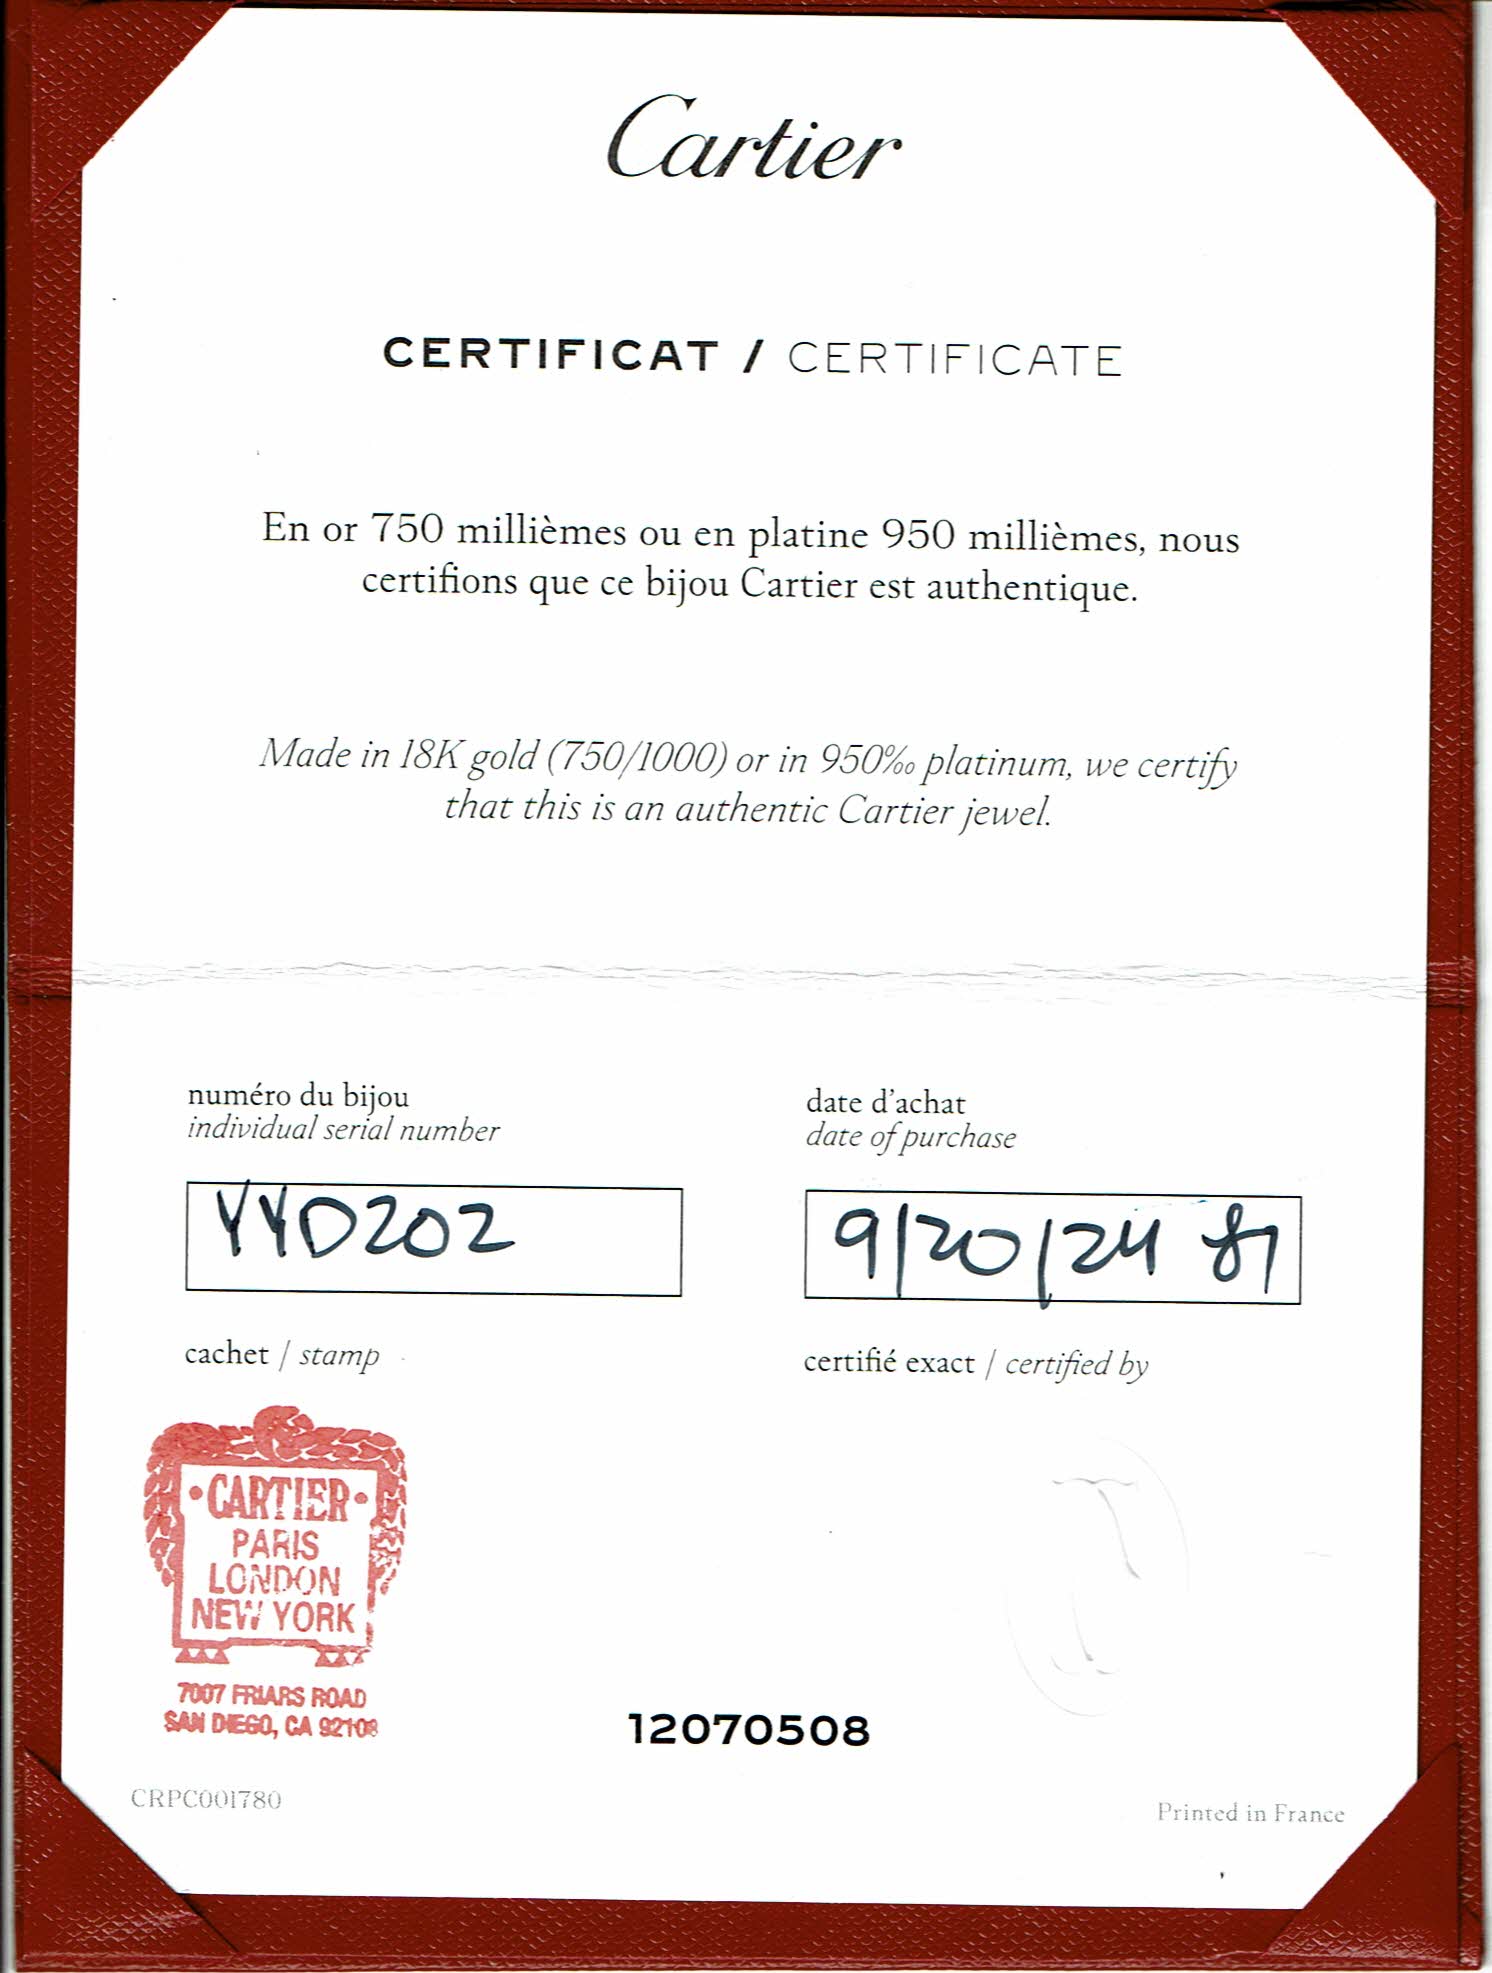 Cartier
CERTIFICAT / CERTIFICATE
En or 750 millièmes ou en platine 950 millièmes, nous
certifions que ce bijou Cartier est authentique.
Made in 18K gold (750/1000) or in 950‰ platinum, we certify
that this is an authentic Cartier jewel.
numéro du bijou
individual serial number
YYD202
date d'achat
date of purchase
9/20/24
cachet / stamp
certifié exact / certified by
·CARTIER·
PARIS
LONDON
NEW YORK
7007 FRIARS ROAD
SAN DIEGO, CA 92108
12070508
CRPC001780
Printed in France